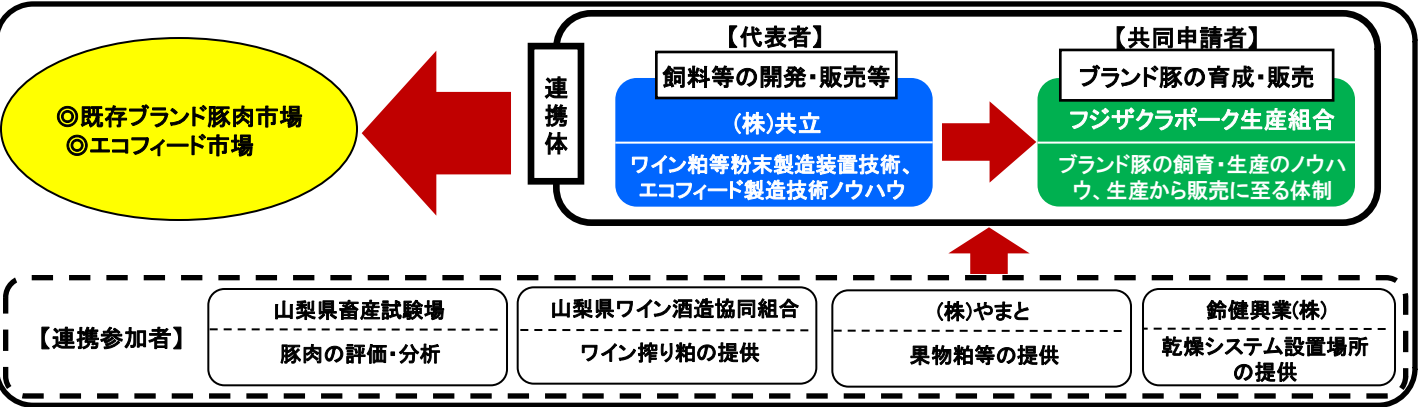 ◎既存ブランド豚肉市場
◎エコフィード市場
連
携
体
【代表者】
飼料等の開発・販売等
(株)共立
ワイン粕等粉末製造装置技術、
エコフィード製造技術ノウハウ
【共同申請者】
ブランド豚の育成・販売
フジザクラポーク生産組合
ブランド豚の飼育・生産のノウハ
ウ、生産から販売に至る体制
【連携参加者】
山梨県畜産試験場
豚肉の評価・分析
山梨県ワイン酒造協同組合
ワイン搾り粕の提供
(株)やまと
果物粕等の提供
鈴健興業(株)
乾燥システム設置場所
の提供